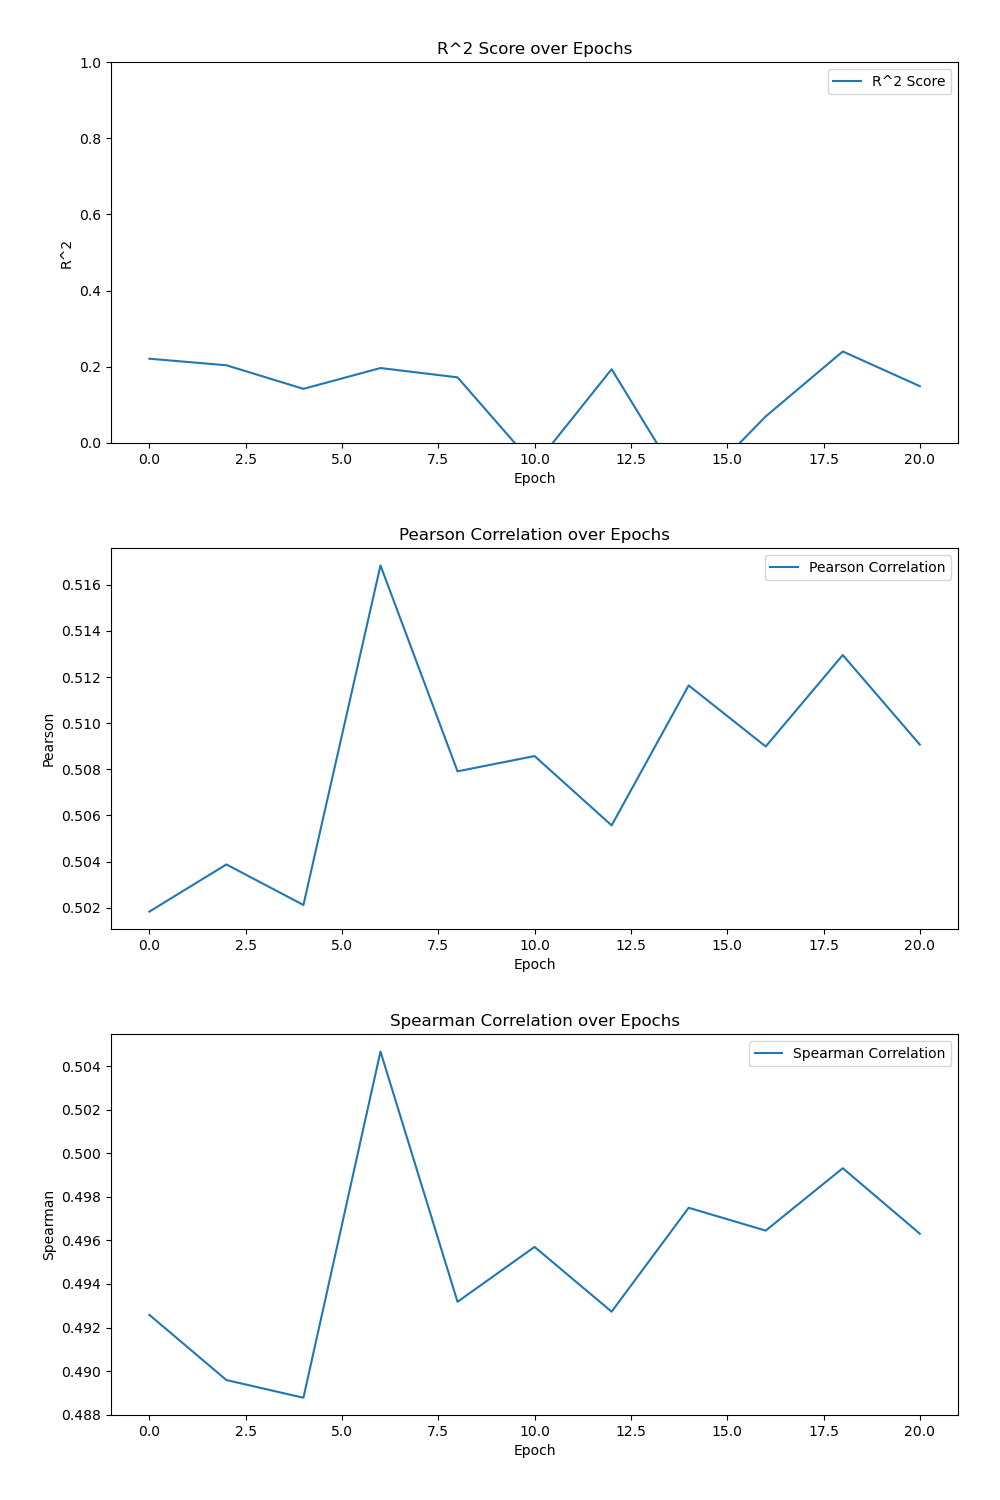 R^2 Score over Epochs
1.0
R^2 Score
0.8
0.6
R^2
0.4
0.2
0.0
0.0 2.5 5.0 7.5 10.0 12.5 15.0 17.5 20.0
Epoch
Pearson Correlation over Epochs
Pearson Correlation
0.516
0.514
0.512
0.510
Pearson
0.508
0.506
0.504
0.502
0.0 2.5 5.0 7.5 10.0 12.5 15.0 17.5 20.0
Epoch
Spearman Correlation over Epochs
Spearman Correlation
0.504
0.502
0.500
0.498
Spearman
0.496
0.494
0.492
0.490
0.488
0.0 2.5 5.0 7.5 10.0 12.5 15.0 17.5 20.0
Epoch